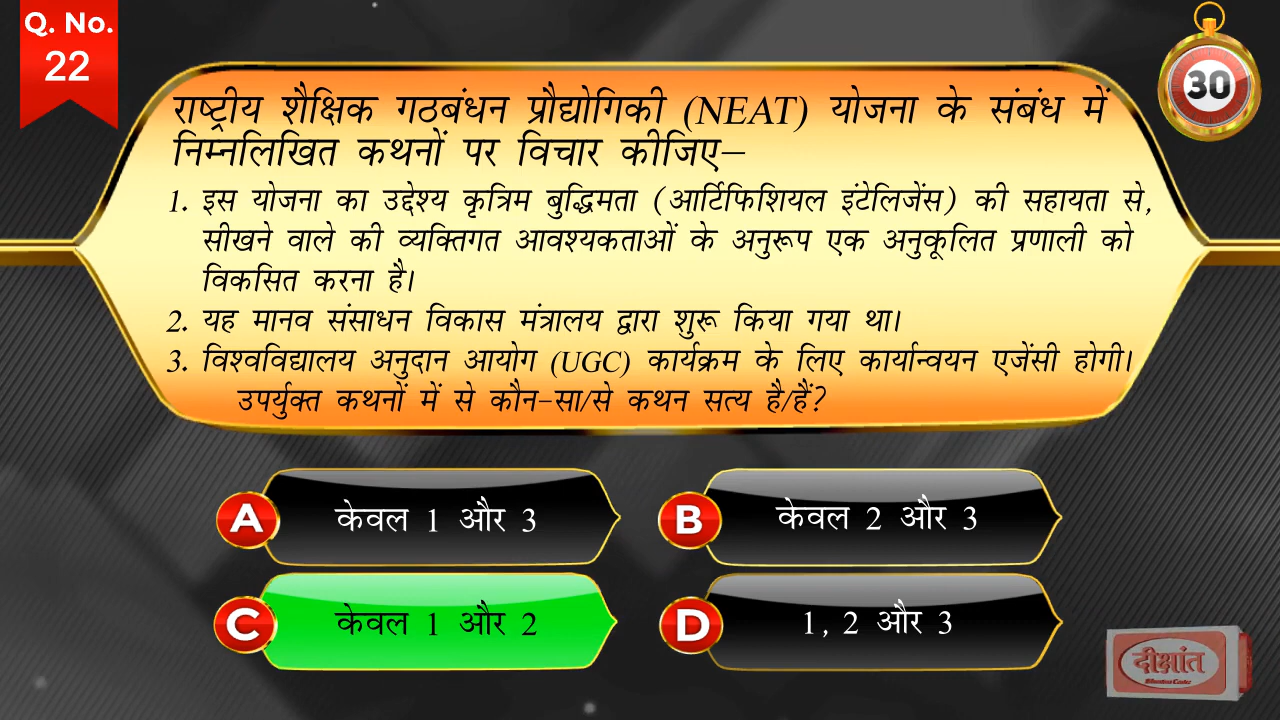 Q. No.
22
30
राष्ट्रीय शैक्षिक गठबंधन प्रौद्योगिकी (NEAT) योजना के संबंध में
निम्नलिखित कथनों पर विचार कीजिए–
1. इस योजना का उद्देश्य कृत्रिम बुद्धिमता (आर्टिफिशियल इंटेलिजेंस) की सहायता से,
सीखने वाले की व्यक्तिगत आवश्यकताओं के अनुरूप एक अनुकूलित प्रणाली को
विकसित करना है।
2. यह मानव संसाधन विकास मंत्रालय द्वारा शुरू किया गया था।
3. विश्वविद्यालय अनुदान आयोग (UGC) कार्यक्रम के लिए कार्यान्वयन एजेंसी होगी।
उपर्युक्त कथनों में से कौन-सा/से कथन सत्य है/हैं?
A केवल 1 और 3
B केवल 2 और 3
C केवल 1 और 2
D 1, 2 और 3
दीक्षांत
Education Center